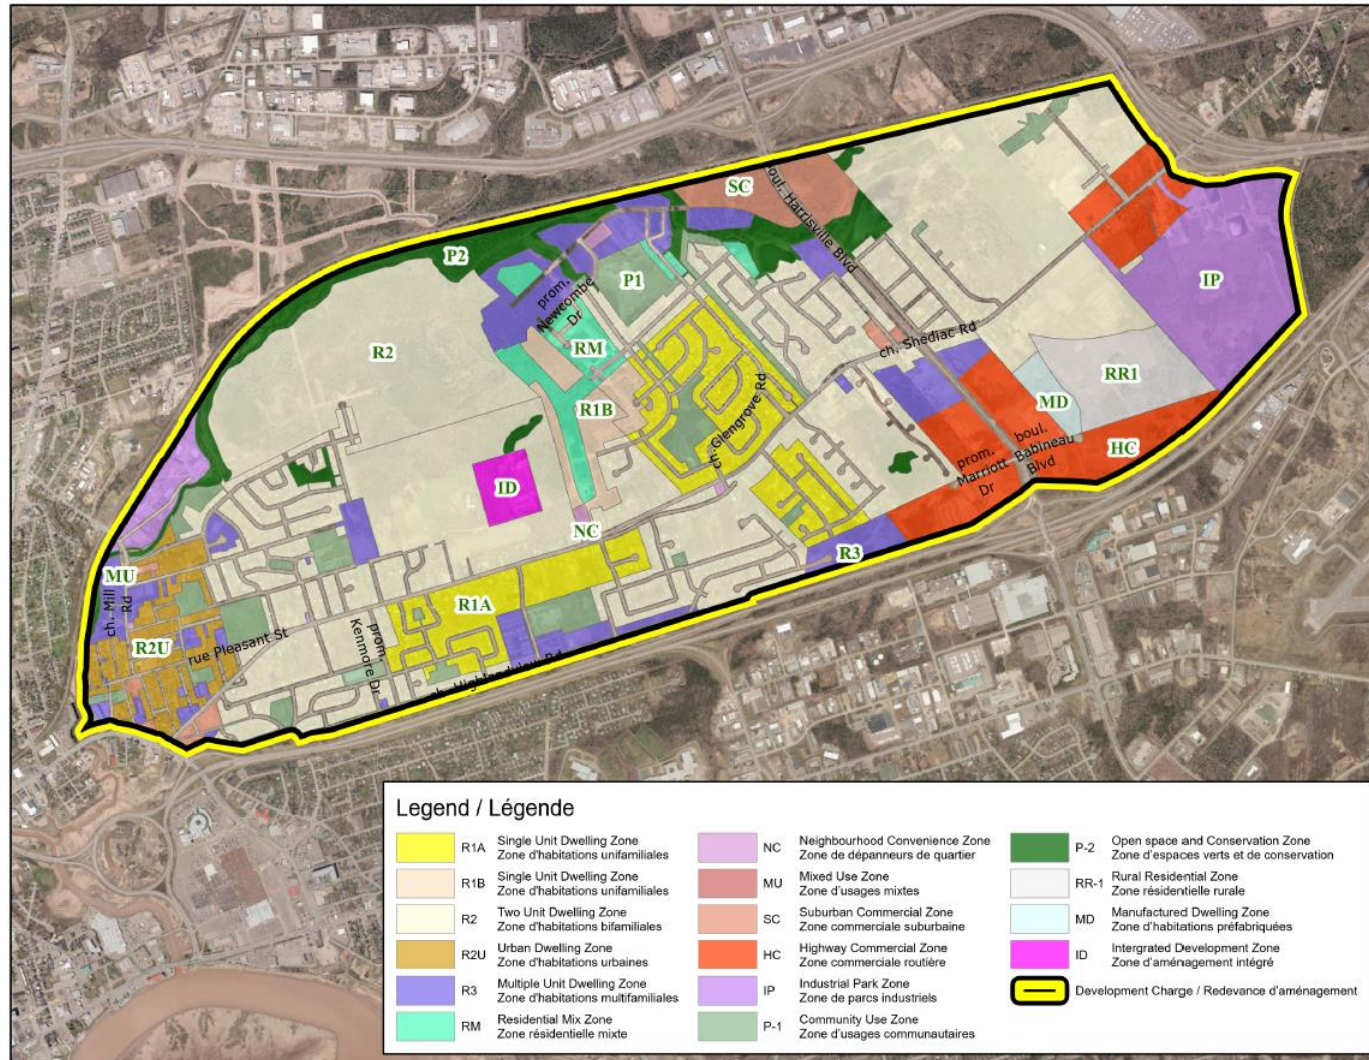 SC
boul. Harrisville Blvd
P2
P1
IP
prom.
Newcombe
Dr
R2
RM
ch. Shediac Rd
RR1
MD
R1B
ch. Glengrove Rd
boul.
Babineau
Blvd
HC
prom.
Marriott
Dr
ID
NC
R3
MU
ch. Mill
Rd
R1A
R2U
rue Pleasant St
prom.
Kenmore Dr
ch. Highlandview Rd
Legend / Légende
R1A Single Unit Dwelling Zone
Zone d'habitations unifamiliales
R1B Single Unit Dwelling Zone
Zone d'habitations unifamiliales
R2 Two Unit Dwelling Zone
Zone d'habitations bifamiliales
R2U Urban Dwelling Zone
Zone d'habitations urbaines
R3 Multiple Unit Dwelling Zone
Zone d'habitations multifamiliales
RM Residential Mix Zone
Zone résidentielle mixte
NC Neighbourhood Convenience Zone
Zone de dépanneurs de quartier
MU Mixed Use Zone
Zone d'usages mixtes
SC Suburban Commercial Zone
Zone commerciale suburbaine
HC Highway Commercial Zone
Zone commerciale routière
IP Industrial Park Zone
Zone de parcs industriels
P-1 Community Use Zone
Zone d'usages communautaires
P-2 Open space and Conservation Zone
Zone d'espaces verts et de conservation
RR-1 Rural Residential Zone
Zone résidentielle rurale
MD Manufactured Dwelling Zone
Zone d'habitations préfabriquées
ID Intergrated Development Zone
Zone d'aménagement intégré
Development Charge / Redevance d'aménagement